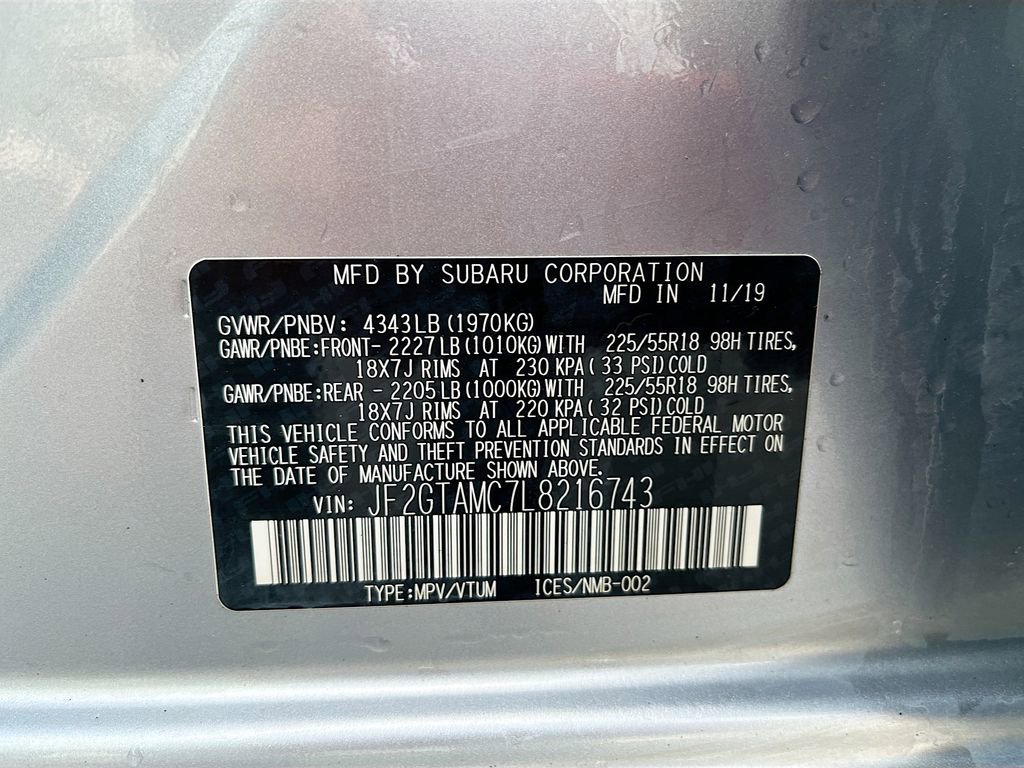 MFD BY SUBARU CORPORATION
MFD IN 11/19
GVWR/PNBV: 4343LB(1970KG)
GAWR/PNBE:FRONT- 2227LB(1010KG)WITH 225/55R18 98H TIRES,
18X7J RIMS AT 230 KPA( 33 PSI)COLD
GAWR/PNBE:REAR - 2205LB(1000KG)WITH 225/55R18 98H TIRES,
18X7J RIMS AT 220 KPA( 32 PSI)COLD
THIS VEHICLE CONFORMS TO ALL APPLICABLE FEDERAL MOTOR
VEHICLE SAFETY AND THEFT PREVENTION STANDARDS IN EFFECT ON
THE DATE OF MANUFACTURE SHOWN ABOVE.
VIN: JF2GTAMC7L8216743
TYPE:MPV/VTUM ICES/NMB-002